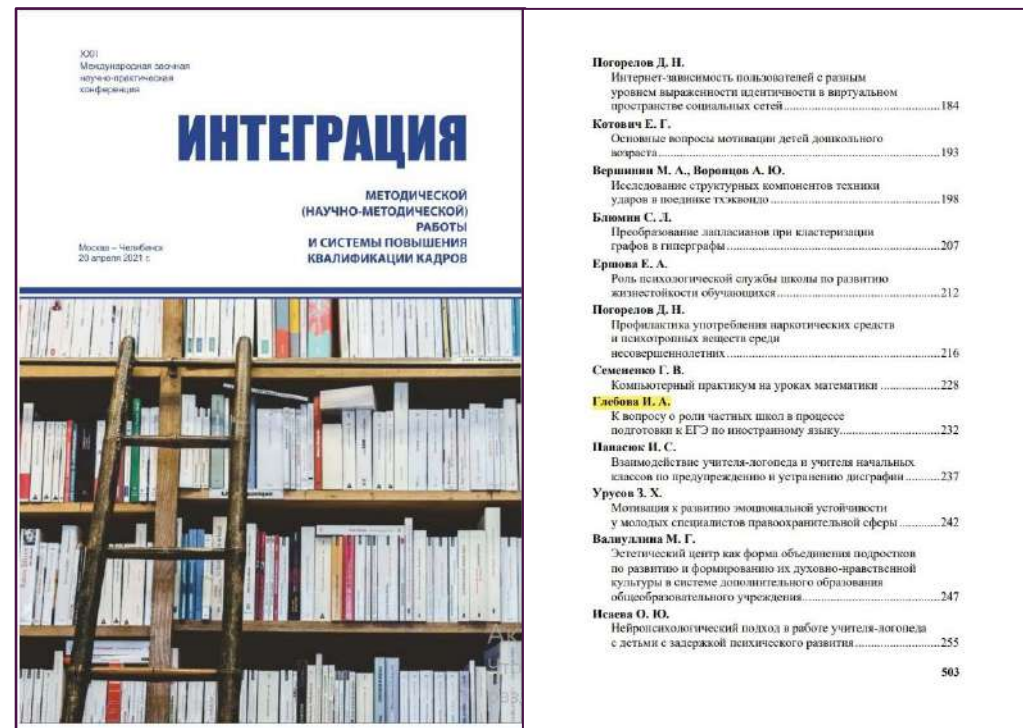 XXII
Международная заочная
научно-практическая
конференция
ИНТЕГРАЦИЯ
МЕТОДИЧЕСКОЙ
(НАУЧНО-МЕТОДИЧЕСКОЙ)
РАБОТЫ
И СИСТЕМЫ ПОВЫШЕНИЯ
КВАЛИФИКАЦИИ КАДРОВ
Москва – Челябинск
20 апреля 2021 г.
Погорелов Д. Н.
Интернет-зависимость пользователей с разным
уровнем выраженности идентичности в виртуальном
пространстве социальных сетей ... 184
Котович Е. Г.
Основные вопросы мотивации детей дошкольного
возраста ... 193
Вершинин М. А., Воронцов А. Ю.
Исследование структурных компонентов техники
ударов в поединке тхэквондо ... 198
Блюмин С. Л.
Преобразование лапласианов при кластеризации
графов в гиперграфы ... 207
Ершова Е. А.
Роль психологической службы школы по развитию
жизнестойкости обучающихся ... 212
Погорелов Д. Н.
Профилактика употребления наркотических средств
и психотропных веществ среди
несовершеннолетних ... 216
Семененко Г. В.
Компьютерный практикум на уроках математики ... 228
Глебова И. А.
К вопросу о роли частных школ в процессе
подготовки к ЕГЭ по иностранному языку ... 232
Панасюк И. С.
Взаимодействие учителя-логопеда и учителя начальных
классов по предупреждению и устранению дисграфии ... 237
Урусов З. Х.
Мотивация к развитию эмоциональной устойчивости
у молодых специалистов правоохранительной сферы ... 242
Валиуллина М. Г.
Эстетический центр как форма объединения подростков
по развитию и формированию их духовно-нравственной
культуры в системе дополнительного образования
общеобразовательного учреждения ... 247
Исаева О. Ю.
Нейропсихологический подход в работе учителя-логопеда
с детьми с задержкой психического развития ... 255
503